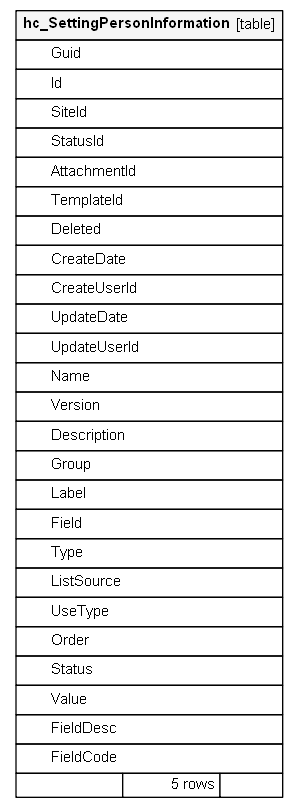 hc_SettingPersonInformation [table]
Guid
Id
SiteId
StatusId
AttachmentId
TemplateId
Deleted
CreateDate
CreateUserId
UpdateDate
UpdateUserId
Name
Version
Description
Group
Label
Field
Type
ListSource
UseType
Order
Status
Value
FieldDesc
FieldCode
5 rows